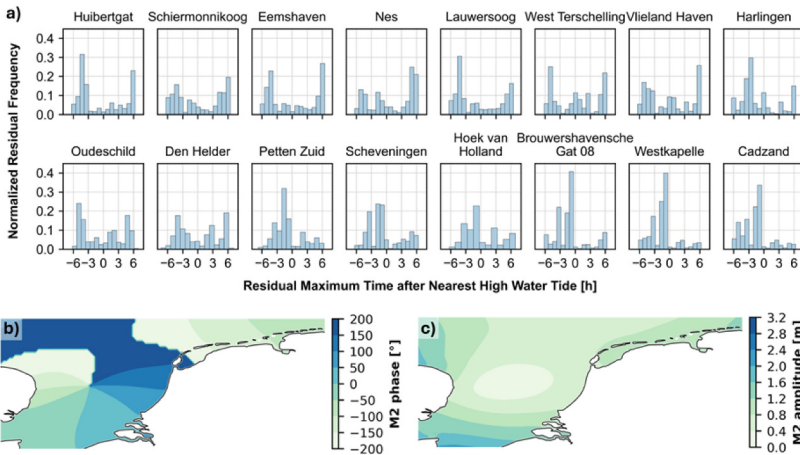 a)
Huibertgat Schiermonnikoog Eemshaven Nes Lauwersoog West Terschelling Vlieland Haven Harlingen
0.4
0.3
0.2
0.1
0.0
Normalized Residual Frequency
Oudeschild Den Helder Petten Zuid Scheveningen Hoek van Holland Brouwershavensche Gat 08 Westkapelle Cadzand
0.4
0.3
0.2
0.1
0.0
−6 −3 0 3 6 −6 −3 0 3 6 −6 −3 0 3 6 −6 −3 0 3 6 −6 −3 0 3 6 −6 −3 0 3 6 −6 −3 0 3 6 −6 −3 0 3 6
Residual Maximum Time after Nearest High Water Tide [h]
b)
200
150
100
50
0
−50
−100
−150
−200
M2 phase [°]
c)
3.2
2.8
2.4
2.0
1.6
1.2
0.8
0.4
0.0
M2 amplitude [m]